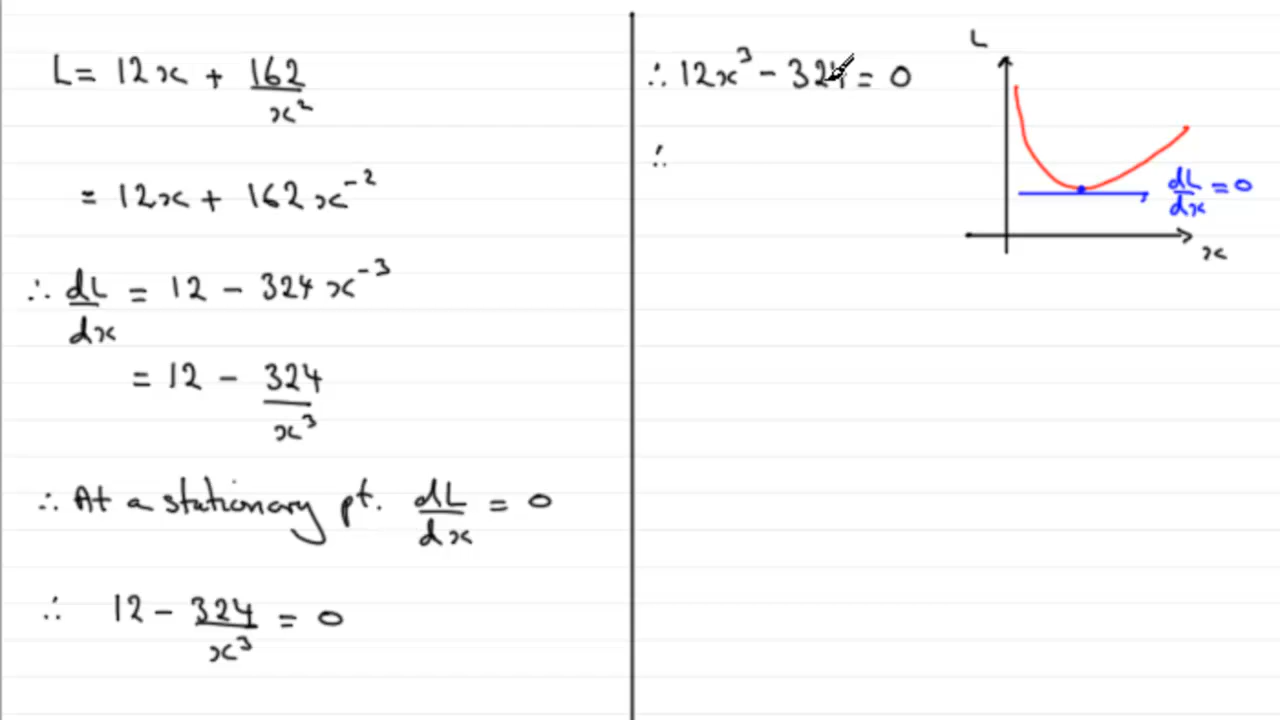 L = 12x + 162/x²
= 12x + 162x⁻²
∴ dL/dx = 12 - 324x⁻³
= 12 - 324/x³
∴ At a stationary pt. dL/dx = 0
∴ 12 - 324/x³ = 0
∴ 12x³ - 324 = 0
∴
L
dL/dx = 0
x